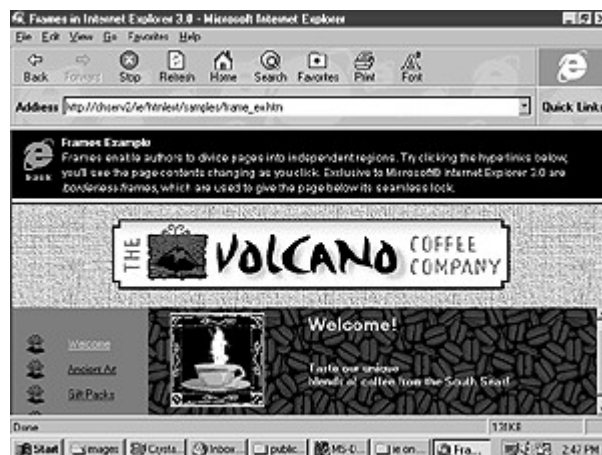 Frames in Internet Explorer 3.0 - Microsoft Internet Explorer
File Edit View Go Favorites Help
Back Forward Stop Refresh Home Search Favorites Print Font
Address http://chserv2/ie/htmlext/samples/frame_ex.htm Quick Links
Frames Example
Frames enable authors to divide pages into independent regions. Try clicking the hyperlinks below;
you'll see the page contents changing as you click. Exclusive to Microsoft® Internet Explorer 3.0 are
borderless frames, which are used to give the page below its seamless look.
BACK
THE VOLCANO COFFEE
COMPANY
Welcome!
Welcome
Ancient Art
Gift Packs
Taste our unique
blends of coffee from the South Seas!
Done
Start images Crysta... Inbox... public... MS-D... ie on... Fra... 2:47 PM